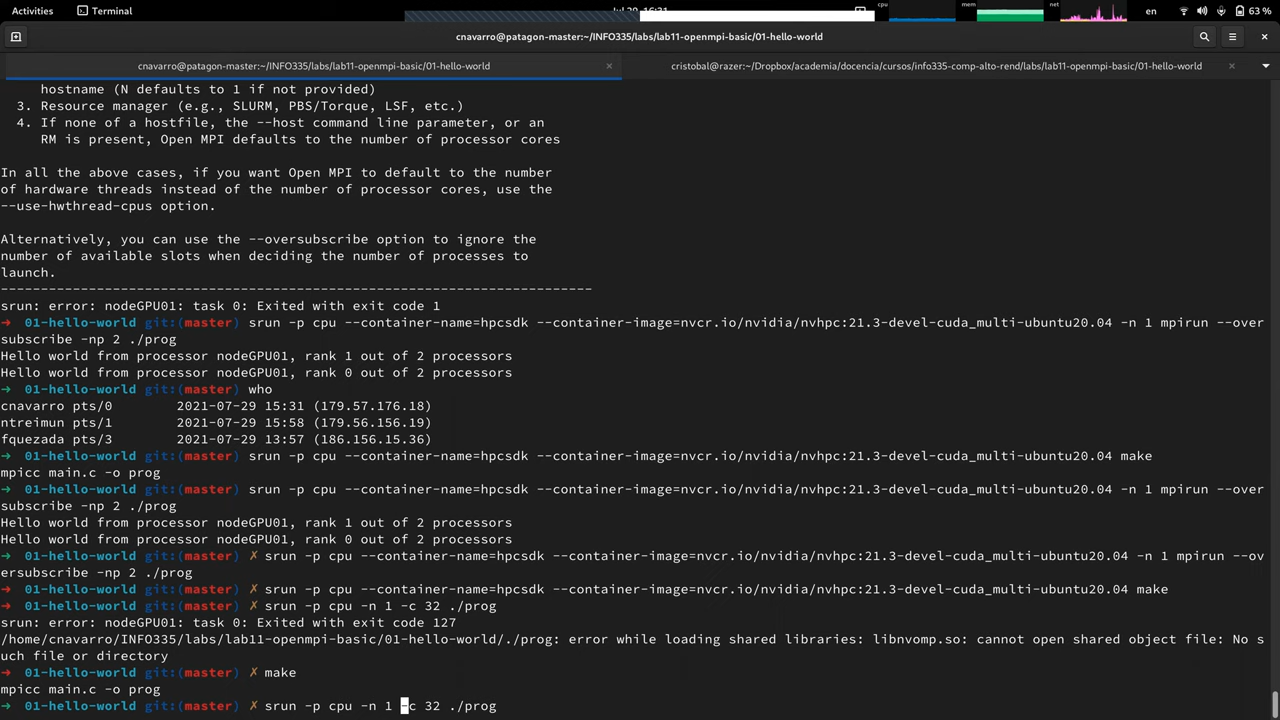 Activities Terminal cpu mem net en 63 %
cnavarro@patagon-master:~/INFO335/labs/lab11-openmpi-basic/01-hello-world
cnavarro@patagon-master:~/INFO335/labs/lab11-openmpi-basic/01-hello-world × cristobal@razer:~/Dropbox/academia/docencia/cursos/info335-comp-alto-rend/labs/lab11-openmpi-basic/01-hello-world ×
hostname (N defaults to 1 if not provided)
3. Resource manager (e.g., SLURM, PBS/Torque, LSF, etc.)
4. If none of a hostfile, the --host command line parameter, or an
RM is present, Open MPI defaults to the number of processor cores
In all the above cases, if you want Open MPI to default to the number
of hardware threads instead of the number of processor cores, use the
--use-hwthread-cpus option.
Alternatively, you can use the --oversubscribe option to ignore the
number of available slots when deciding the number of processes to
launch.
--------------------------------------------------------------------------
srun: error: nodeGPU01: task 0: Exited with exit code 1
→ 01-hello-world git:(master) srun -p cpu --container-name=hpcsdk --container-image=nvcr.io/nvidia/nvhpc:21.3-devel-cuda_multi-ubuntu20.04 -n 1 mpirun --over
subscribe -np 2 ./prog
Hello world from processor nodeGPU01, rank 1 out of 2 processors
Hello world from processor nodeGPU01, rank 0 out of 2 processors
→ 01-hello-world git:(master) who
cnavarro pts/0 2021-07-29 15:31 (179.57.176.18)
ntreimun pts/1 2021-07-29 15:58 (179.56.156.19)
fquezada pts/3 2021-07-29 13:57 (186.156.15.36)
→ 01-hello-world git:(master) srun -p cpu --container-name=hpcsdk --container-image=nvcr.io/nvidia/nvhpc:21.3-devel-cuda_multi-ubuntu20.04 make
mpicc main.c -o prog
→ 01-hello-world git:(master) srun -p cpu --container-name=hpcsdk --container-image=nvcr.io/nvidia/nvhpc:21.3-devel-cuda_multi-ubuntu20.04 -n 1 mpirun --over
subscribe -np 2 ./prog
Hello world from processor nodeGPU01, rank 1 out of 2 processors
Hello world from processor nodeGPU01, rank 0 out of 2 processors
→ 01-hello-world git:(master) ✗ srun -p cpu --container-name=hpcsdk --container-image=nvcr.io/nvidia/nvhpc:21.3-devel-cuda_multi-ubuntu20.04 -n 1 mpirun --ov
ersubscribe -np 2 ./prog
→ 01-hello-world git:(master) ✗ srun -p cpu --container-name=hpcsdk --container-image=nvcr.io/nvidia/nvhpc:21.3-devel-cuda_multi-ubuntu20.04 make
→ 01-hello-world git:(master) ✗ srun -p cpu -n 1 -c 32 ./prog
srun: error: nodeGPU01: task 0: Exited with exit code 127
/home/cnavarro/INFO335/labs/lab11-openmpi-basic/01-hello-world/./prog: error while loading shared libraries: libnvomp.so: cannot open shared object file: No s
uch file or directory
→ 01-hello-world git:(master) ✗ make
mpicc main.c -o prog
→ 01-hello-world git:(master) ✗ srun -p cpu -n 1 -c 32 ./prog